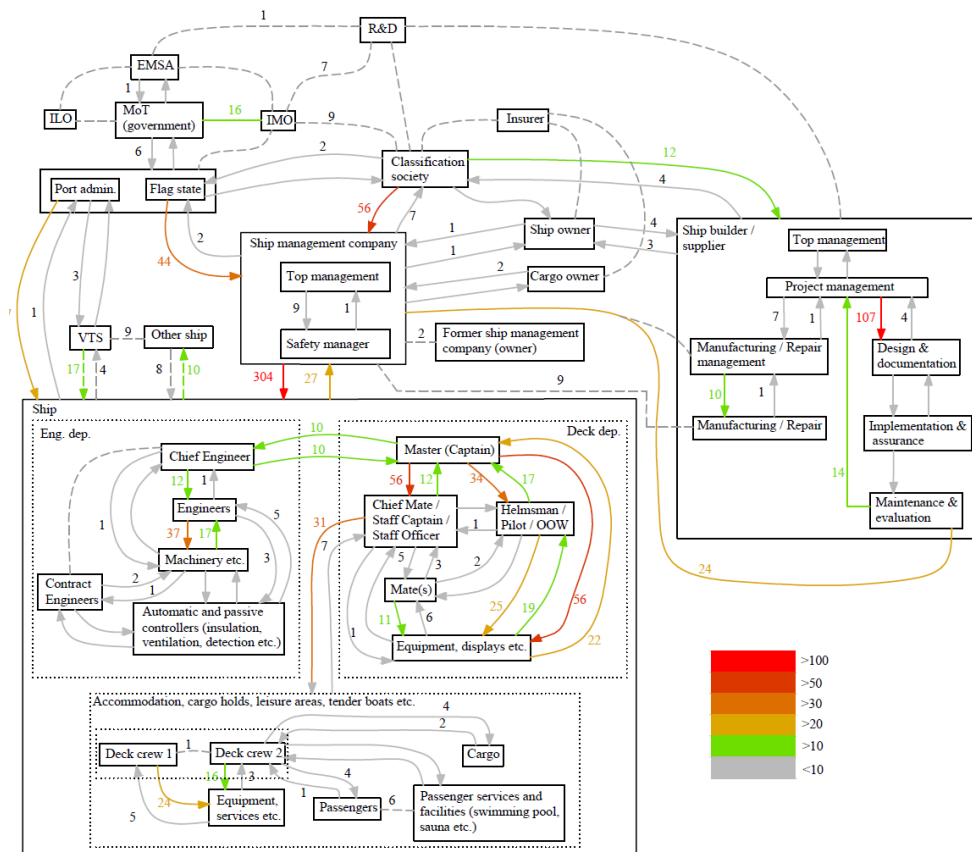 1
R&D
EMSA
7
1
ILO
MoT
(government)
16
IMO
9
Insurer
6
2
Classification
society
12
4
Port admin.
Flag state
56
7
44
2
Ship management company
1
Ship owner
4
3
Ship builder /
supplier
Top management
1
Top management
2
Cargo owner
Project management
3
1
9
1
7
1
107
4
VTS
9
Other ship
Safety manager
2
Former ship management
company (owner)
Manufacturing / Repair
management
Design &
documentation
17
4
8
10
304
27
9
10
1
Manufacturing / Repair
Implementation &
assurance
Ship
Eng. dep.
Deck dep.
10
10
Chief Engineer
Master (Captain)
12
1
56
12
34
17
14
Maintenance
& evaluation
Engineers
5
31
Chief Mate /
Staff Captain /
Staff Officer
1
Helmsman /
Pilot / OOW
24
1
37
17
3
7
5
3
2
Machinery etc.
Contract
Engineers
2
1
Mate(s)
56
Automatic and passive
controllers (insulation,
ventilation, detection etc.)
11
6
25
19
1
Equipment, displays etc.
22
>100
>50
>30
>20
>10
<10
Accommodation, cargo holds, leisure areas, tender boats etc.
4
2
Deck crew 1
1
Deck crew 2
Cargo
16
3
4
24
1
5
Equipment,
services etc.
Passengers
6
Passenger services and
facilities (swimming pool,
sauna etc.)